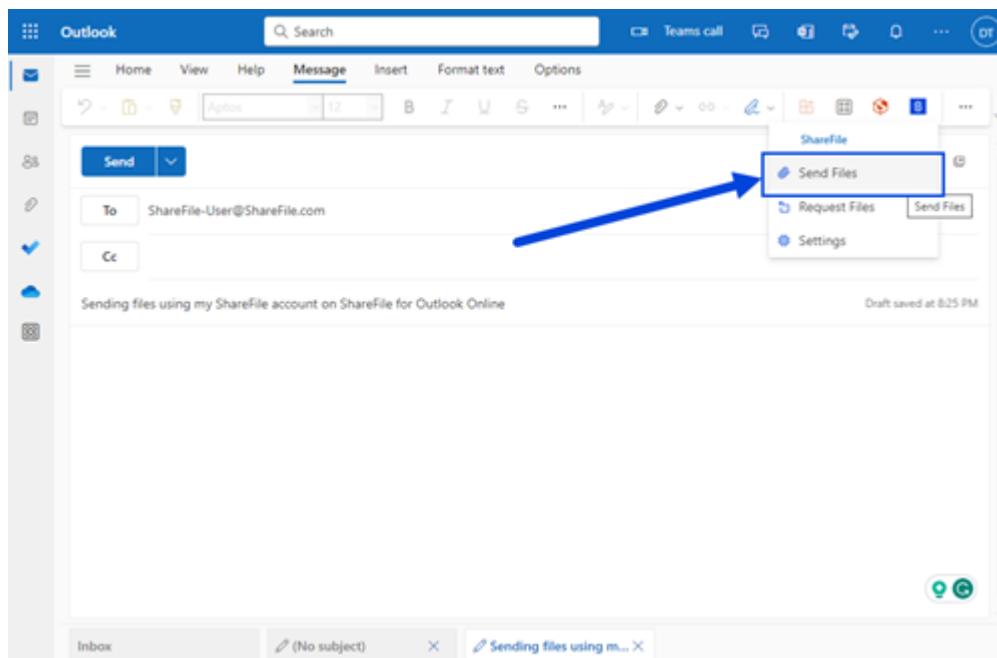 Outlook Search Teams call DT
Home View Help Message Insert Format text Options
Aptos 12 B I U S
ShareFile
Send Send Files
To ShareFile-User@ShareFile.com Request Files Send Files
Cc Settings
Sending files using my ShareFile account on ShareFile for Outlook Online Draft saved at 8:25 PM
Inbox (No subject) Sending files using m...